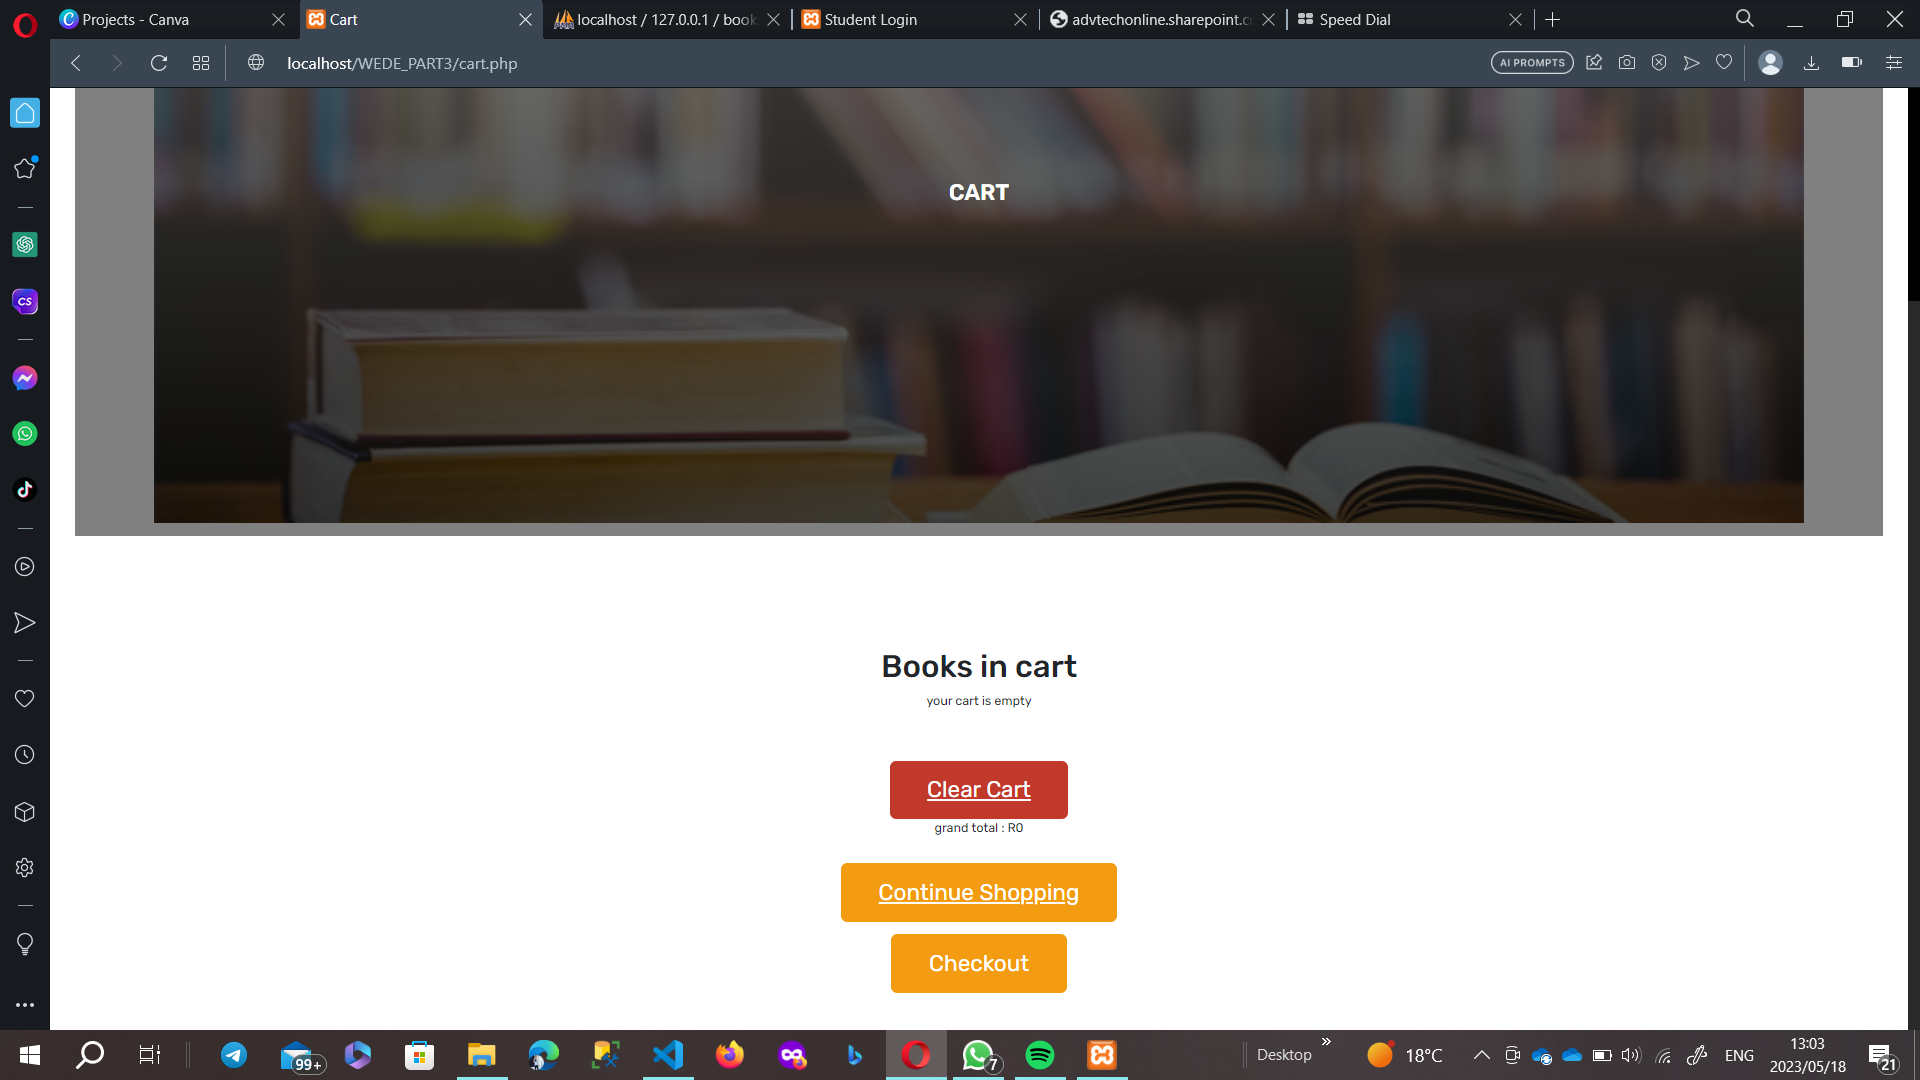 Projects - Canva
Cart
localhost / 127.0.0.1 / book
Student Login
advtechonline.sharepoint.c
Speed Dial
localhost/WEDE_PART3/cart.php
AI PROMPTS
CS
CART
Books in cart
your cart is empty
Clear Cart
grand total : R0
Continue Shopping
Checkout
99+
7
Desktop
18°C
ENG
13:03
2023/05/18
21